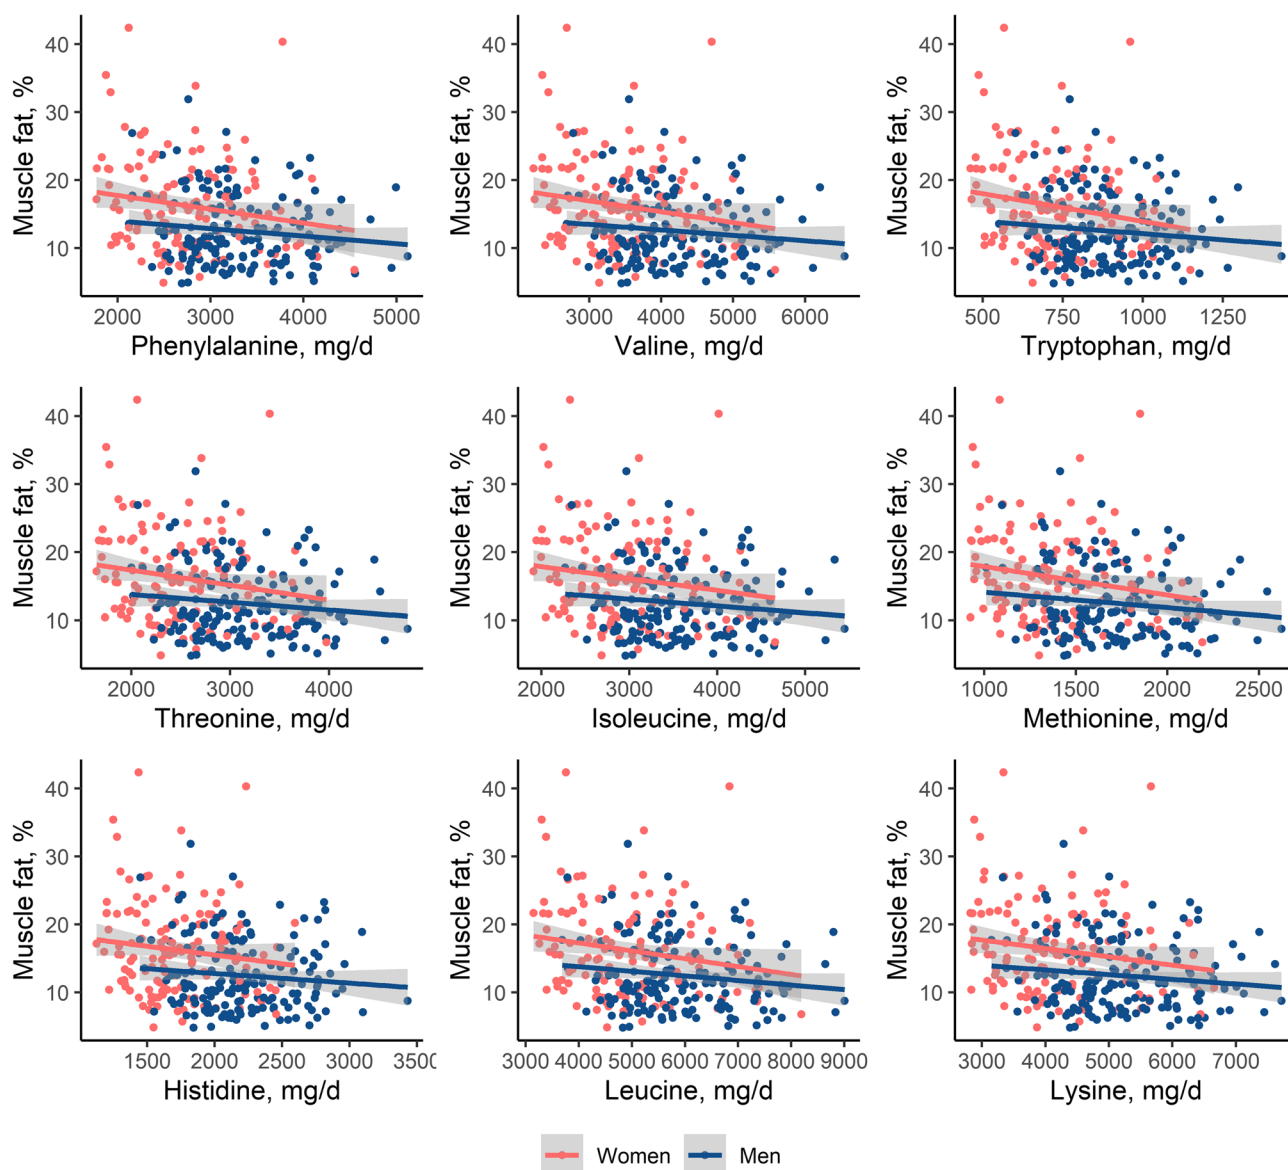 Muscle fat, %
40
30
20
10
2000 3000 4000 5000
Phenylalanine, mg/d
Muscle fat, %
40
30
20
10
3000 4000 5000 6000
Valine, mg/d
Muscle fat, %
40
30
20
10
500 750 1000 1250
Tryptophan, mg/d
Muscle fat, %
40
30
20
10
2000 3000 4000
Threonine, mg/d
Muscle fat, %
40
30
20
10
2000 3000 4000 5000
Isoleucine, mg/d
Muscle fat, %
40
30
20
10
1000 1500 2000 2500
Methionine, mg/d
Muscle fat, %
40
30
20
10
1500 2000 2500 3000 3500
Histidine, mg/d
Muscle fat, %
40
30
20
10
3000 4000 5000 6000 7000 8000 9000
Leucine, mg/d
Muscle fat, %
40
30
20
10
3000 4000 5000 6000 7000
Lysine, mg/d
Women Men